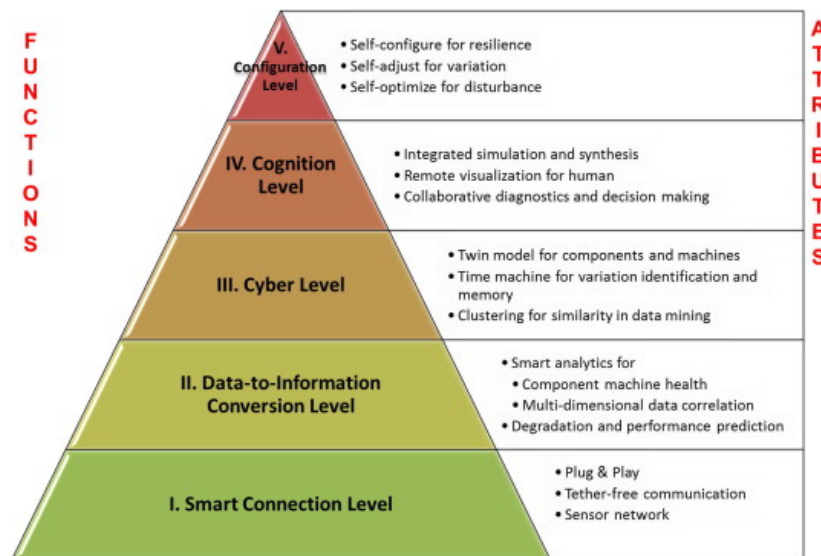 FUNCTIONS
ATTRIBUTES
V.
Configuration
Level
• Self-configure for resilience
• Self-adjust for variation
• Self-optimize for disturbance
IV. Cognition
Level
• Integrated simulation and synthesis
• Remote visualization for human
• Collaborative diagnostics and decision making
III. Cyber Level
• Twin model for components and machines
• Time machine for variation identification and
memory
• Clustering for similarity in data mining
II. Data-to-Information
Conversion Level
• Smart analytics for
• Component machine health
• Multi-dimensional data correlation
• Degradation and performance prediction
I. Smart Connection Level
• Plug & Play
• Tether-free communication
• Sensor network